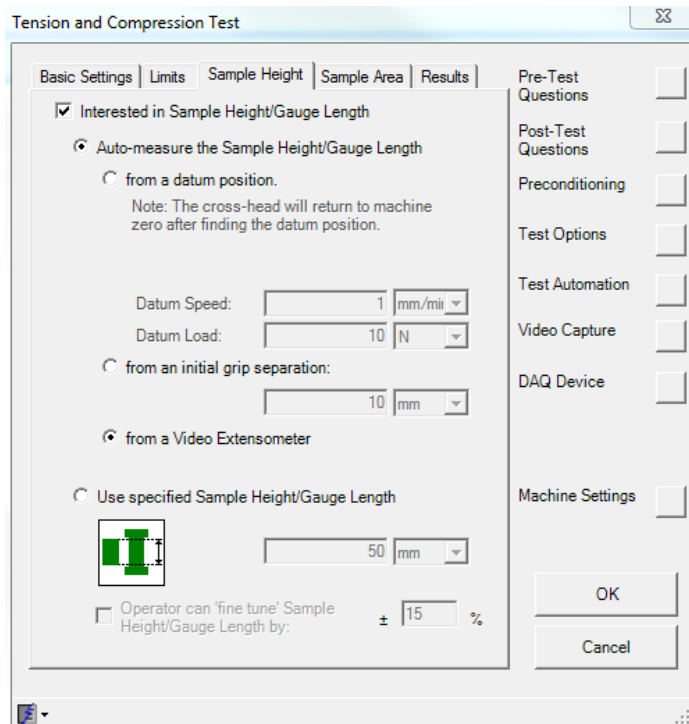 Tension and Compression Test
Basic Settings
Limits
Sample Height
Sample Area
Results
Interested in Sample Height/Gauge Length
Auto-measure the Sample Height/Gauge Length
from a datum position.
Note: The cross-head will return to machine
zero after finding the datum position.
Datum Speed:
1
Datum Load:
10
N
from an initial grip separation:
10
mm
from a Video Extensometer
Use specified Sample Height/Gauge Length
50
mm
Operator can 'fine tune' Sample
Height/Gauge Length by:
±
15
%
Pre-Test
Questions
Post-Test
Questions
Preconditioning
Test Options
Test Automation
Video Capture
DAQ Device
Machine Settings
OK
Cancel